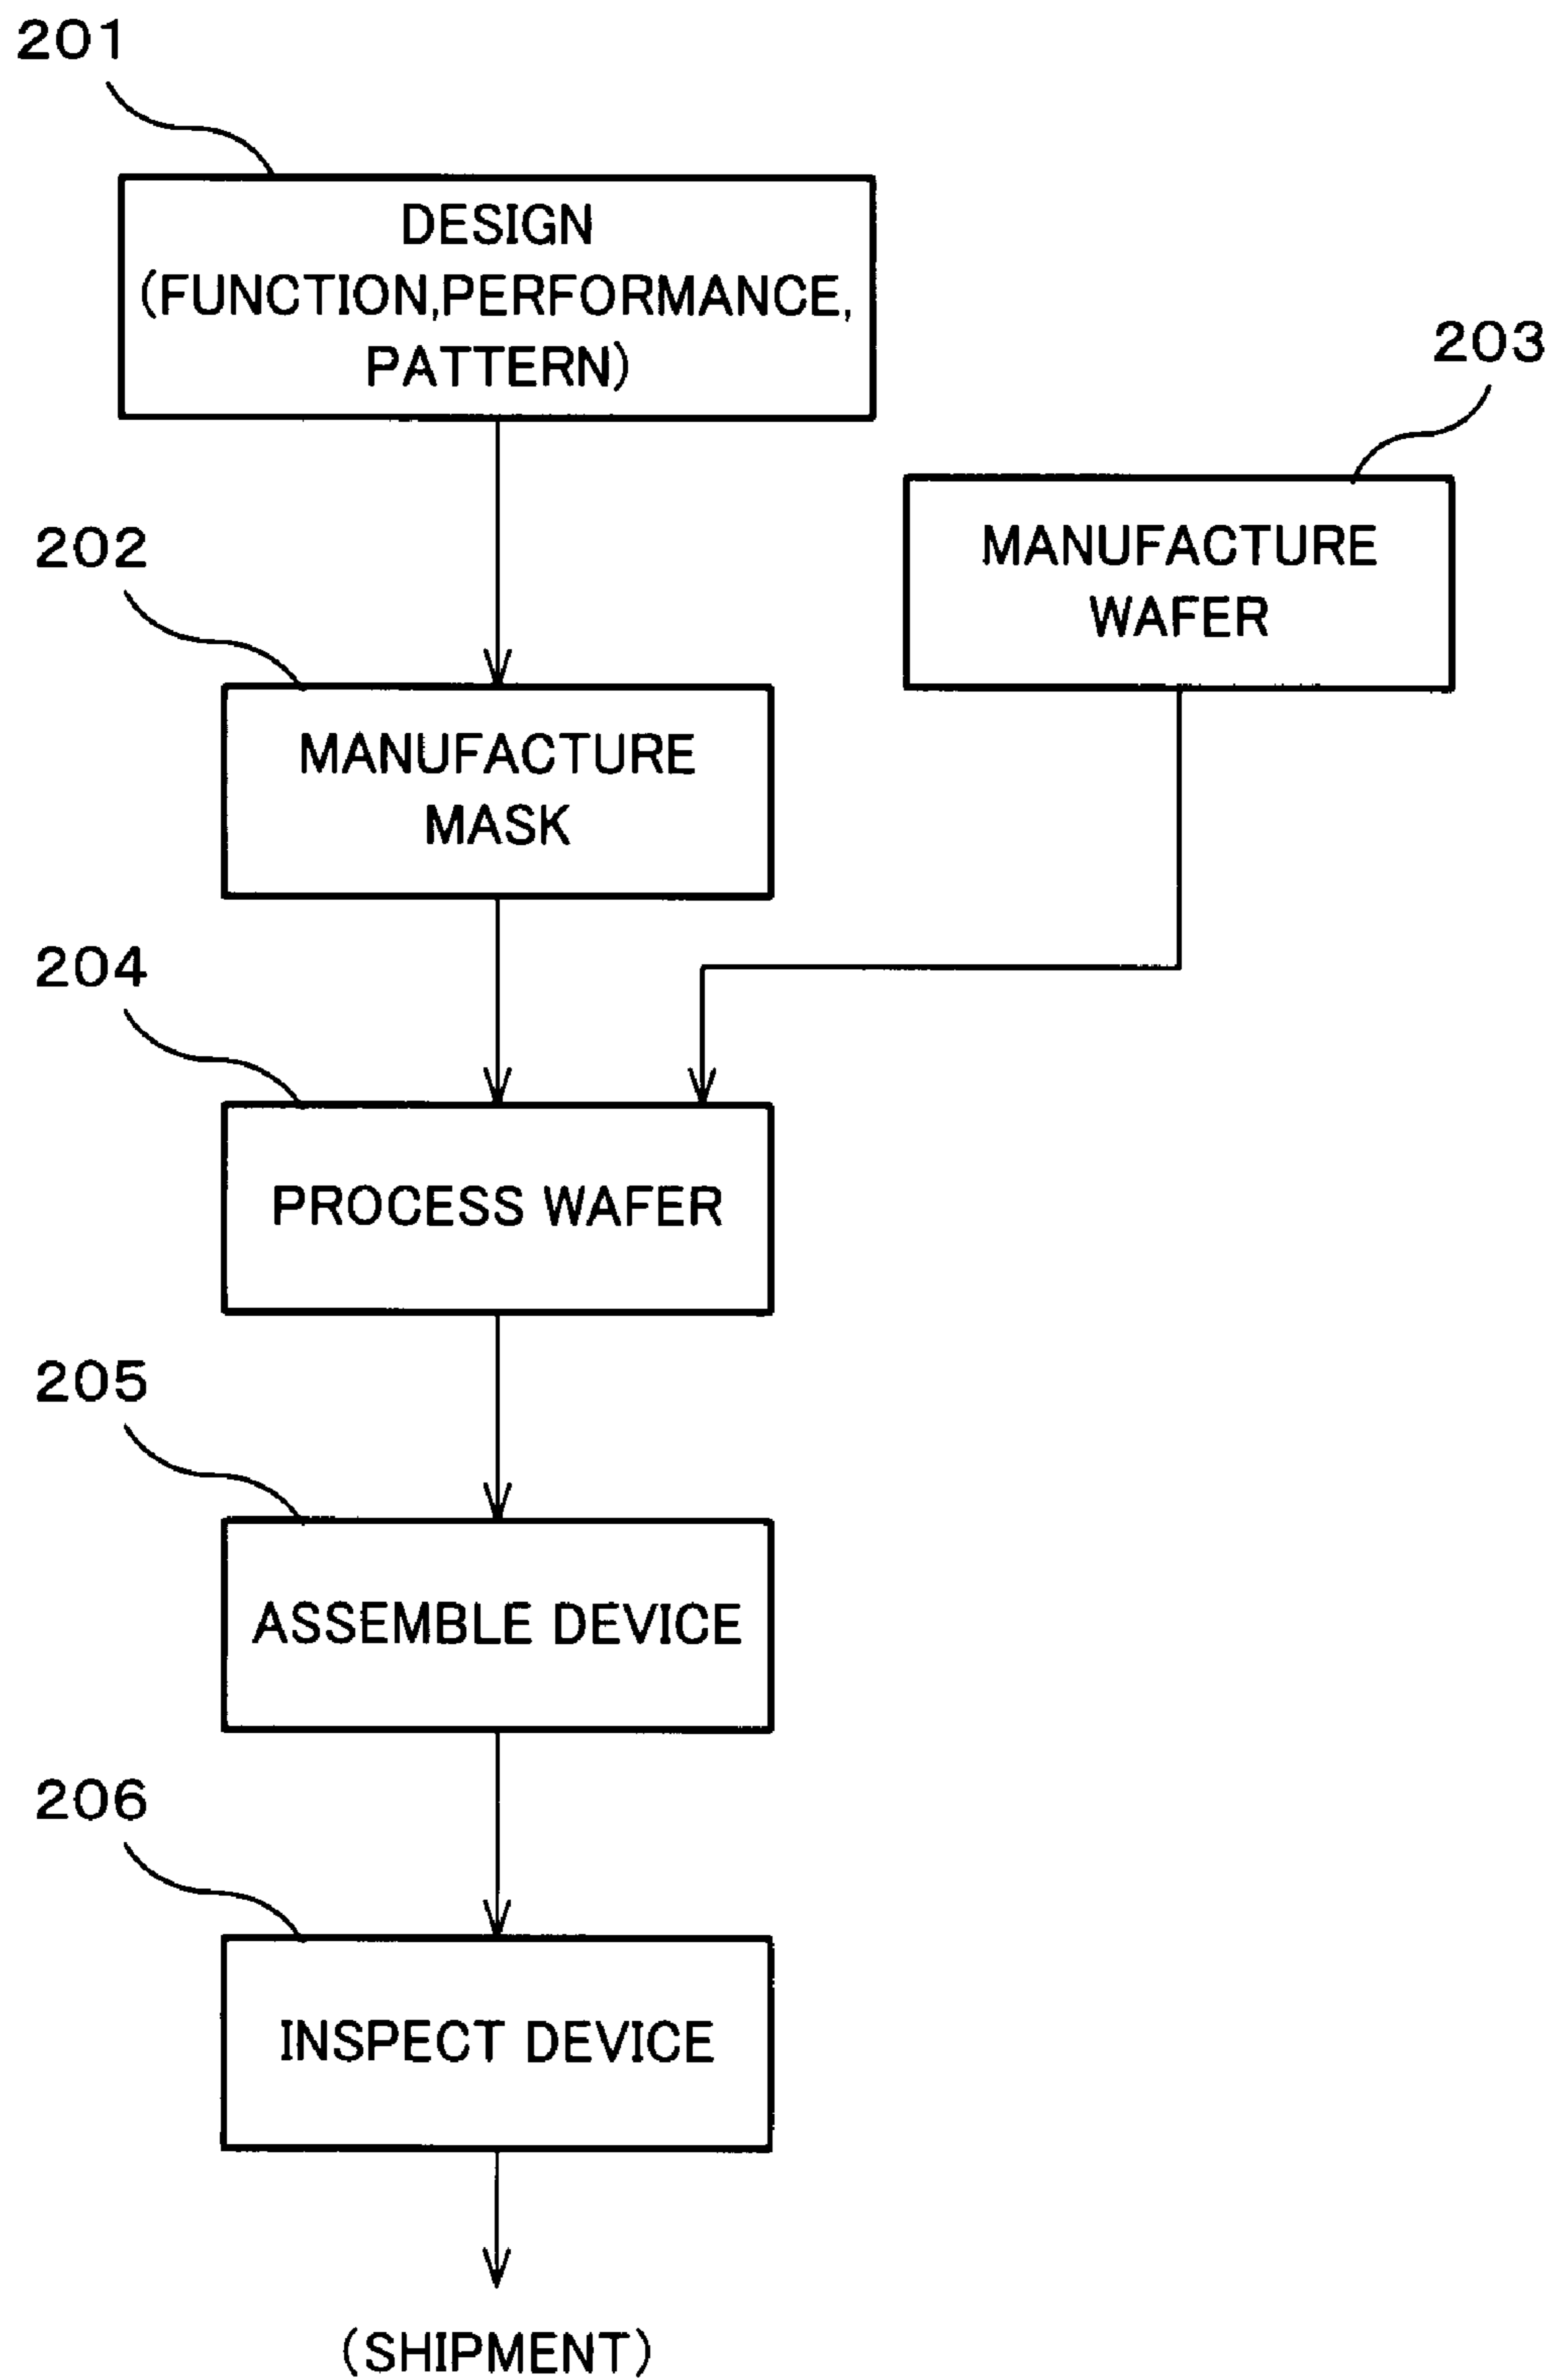 201
DESIGN
(FUNCTION,PERFORMANCE,
PATTERN)
203
MANUFACTURE
WAFER
202
MANUFACTURE
MASK
204
PROCESS WAFER
205
ASSEMBLE DEVICE
206
INSPECT DEVICE
(SHIPMENT)